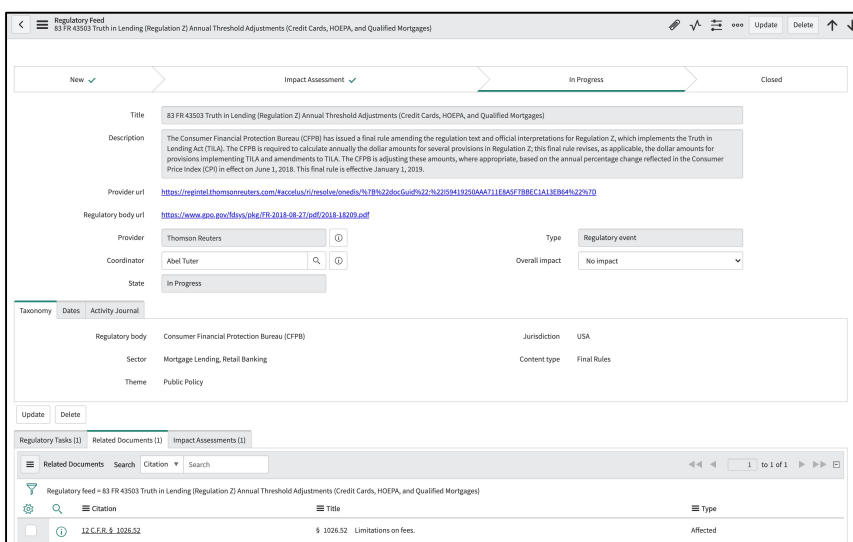 Regulatory Feed
83 FR 43503 Truth in Lending (Regulation Z) Annual Threshold Adjustments (Credit Cards, HOEPA, and Qualified Mortgages)
Update
Delete
New
Impact Assessment
In Progress
Closed
Title
83 FR 43503 Truth in Lending (Regulation Z) Annual Threshold Adjustments (Credit Cards, HOEPA, and Qualified Mortgages)
Description
The Consumer Financial Protection Bureau (CFPB) has issued a final rule amending the regulation text and official interpretations for Regulation Z, which implements the Truth in
Lending Act (TILA). The CFPB is required to calculate annually the dollar amounts for several provisions in Regulation Z; this final rule revises, as applicable, the dollar amounts for
provisions implementing TILA and amendments to TILA. The CFPB is adjusting these amounts, where appropriate, based on the annual percentage change reflected in the Consumer
Price Index (CPI) in effect on June 1, 2018. This final rule is effective January 1, 2019.
Provider url
https://regintel.thomsonreuters.com/#accelus/ri/resolve/onedis/%7B%22docGuid%22:%22I59419250AAA711E8A5F7BBEC1A13EB64%22%7D
Regulatory body url
https://www.gpo.gov/fdsys/pkg/FR-2018-08-27/pdf/2018-18209.pdf
Provider
Thomson Reuters
Type
Regulatory event
Coordinator
Abel Tuter
Overall impact
No impact
State
In Progress
Taxonomy
Dates
Activity Journal
Regulatory body
Consumer Financial Protection Bureau (CFPB)
Jurisdiction
USA
Sector
Mortgage Lending, Retail Banking
Content type
Final Rules
Theme
Public Policy
Update
Delete
Regulatory Tasks (1)
Related Documents (1)
Impact Assessments (1)
Related Documents
Search
Citation
Search
1 to 1 of 1
Regulatory feed = 83 FR 43503 Truth in Lending (Regulation Z) Annual Threshold Adjustments (Credit Cards, HOEPA, and Qualified Mortgages)
Citation
Title
Type
12 C.F.R. § 1026.52
§ 1026.52 Limitations on fees.
Affected